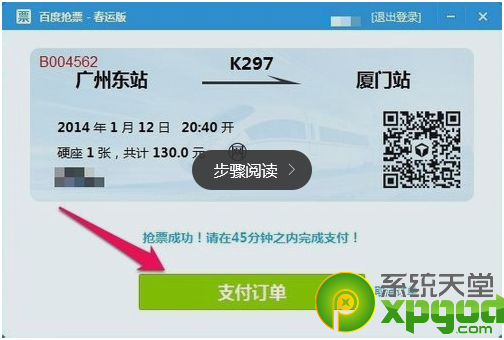 票 百度抢票 - 春运版 [退出登录]
B004562
广州东站 K297 厦门站
2014 年 1 月 12 日 20:40 开
硬座 1 张，共计 130.0 元 网
步骤阅读
抢票成功！请在45分钟之内完成支付！
支付订单
系统天堂
xpgod
.com